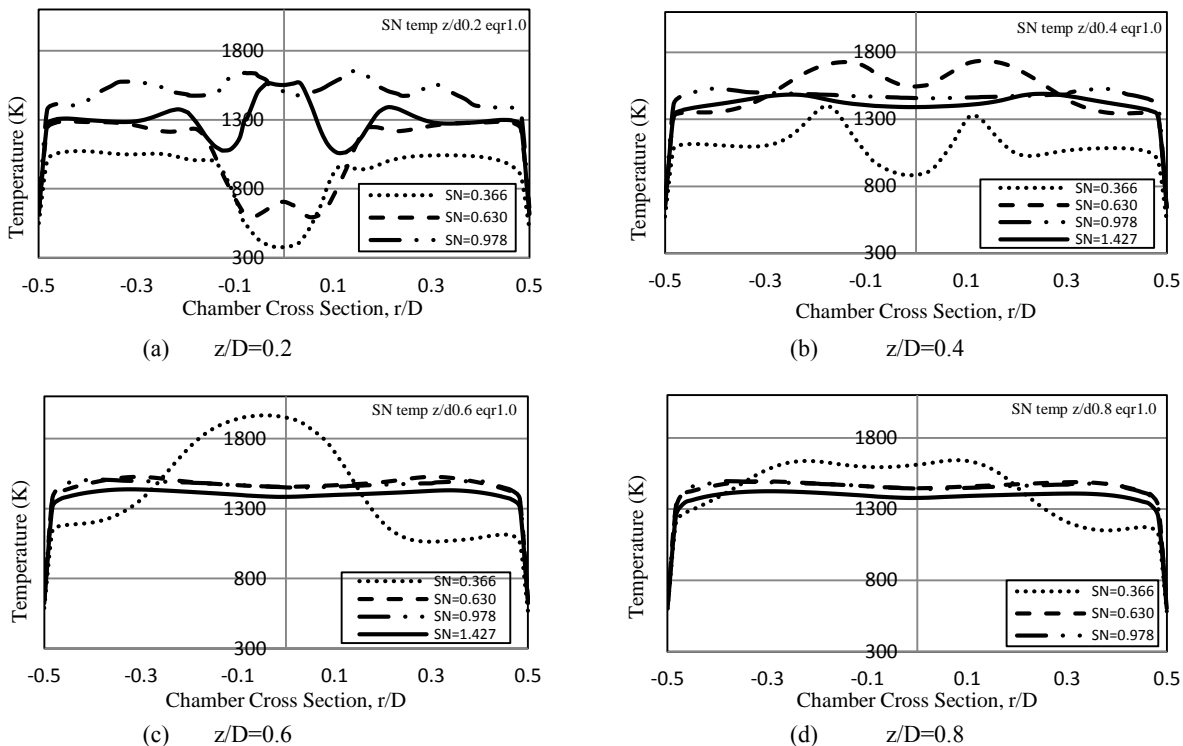 SN temp z/d0.2 eqr1.0
1800
1300
800
300
Temperature (K)
SN=0.366
SN=0.630
SN=0.978
-0.5 -0.3 -0.1 0.1 0.3 0.5
Chamber Cross Section, r/D
(a) z/D=0.2
SN temp z/d0.4 eqr1.0
1800
1300
800
300
Temperature (K)
SN=0.366
SN=0.630
SN=0.978
SN=1.427
-0.5 -0.3 -0.1 0.1 0.3 0.5
Chamber Cross Section, r/D
(b) z/D=0.4
SN temp z/d0.6 eqr1.0
1800
1300
800
300
Temperature (K)
SN=0.366
SN=0.630
SN=0.978
SN=1.427
-0.5 -0.3 -0.1 0.1 0.3 0.5
Chamber Cross Section, r/D
(c) z/D=0.6
SN temp z/d0.8 eqr1.0
1800
1300
800
300
Temperature (K)
SN=0.366
SN=0.630
SN=0.978
-0.5 -0.3 -0.1 0.1 0.3 0.5
Chamber Cross Section, r/D
(d) z/D=0.8